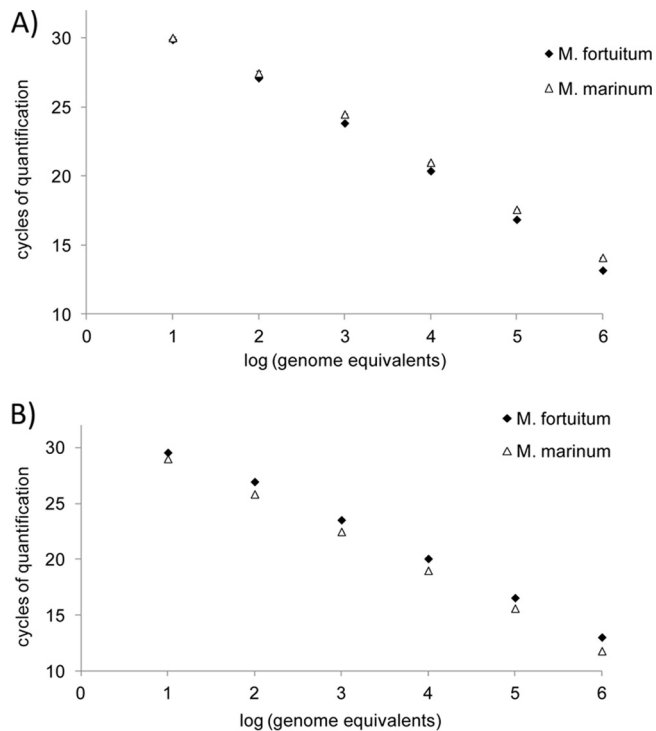 A)
30
25
20
15
10
cycles of quantification
0 1 2 3 4 5 6
log (genome equivalents)
M. fortuitum
M. marinum
B)
30
25
20
15
10
cycles of quantification
0 1 2 3 4 5 6
log (genome equivalents)
M. fortuitum
M. marinum